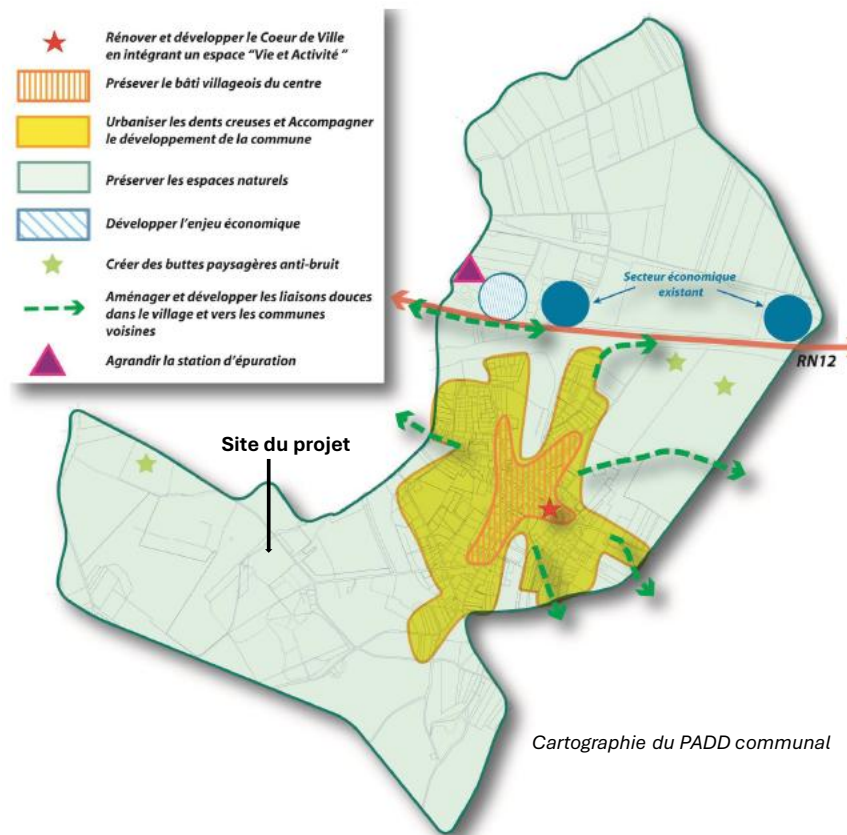 Rénover et développer le Coeur de Ville
en intégrant un espace "Vie et Activité "
Présever le bâti villageois du centre
Urbaniser les dents creuses et Accompagner
le développement de la commune
Préserver les espaces naturels
Développer l'enjeu économique
Créer des buttes paysagères anti-bruit
Aménager et développer les liaisons douces
dans le village et vers les communes
voisines
Agrandir la station d'épuration
Secteur économique
existant
RN12
Site du projet
Cartographie du PADD communal